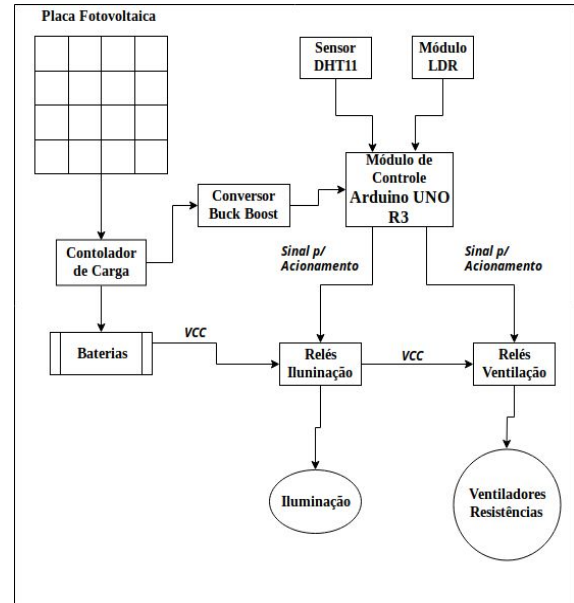 Placa Fotovoltaica
Sensor
DHT11
Módulo
LDR
Módulo de
Controle
Arduino UNO
R3
Conversor
Buck Boost
Contolador
de Carga
Sinal p/
Acionamento
Sinal p/
Acionamento
Baterias
VCC
Relés
Iluninação
VCC
Relés
Ventilação
Iluminação
Ventiladores
Resistências